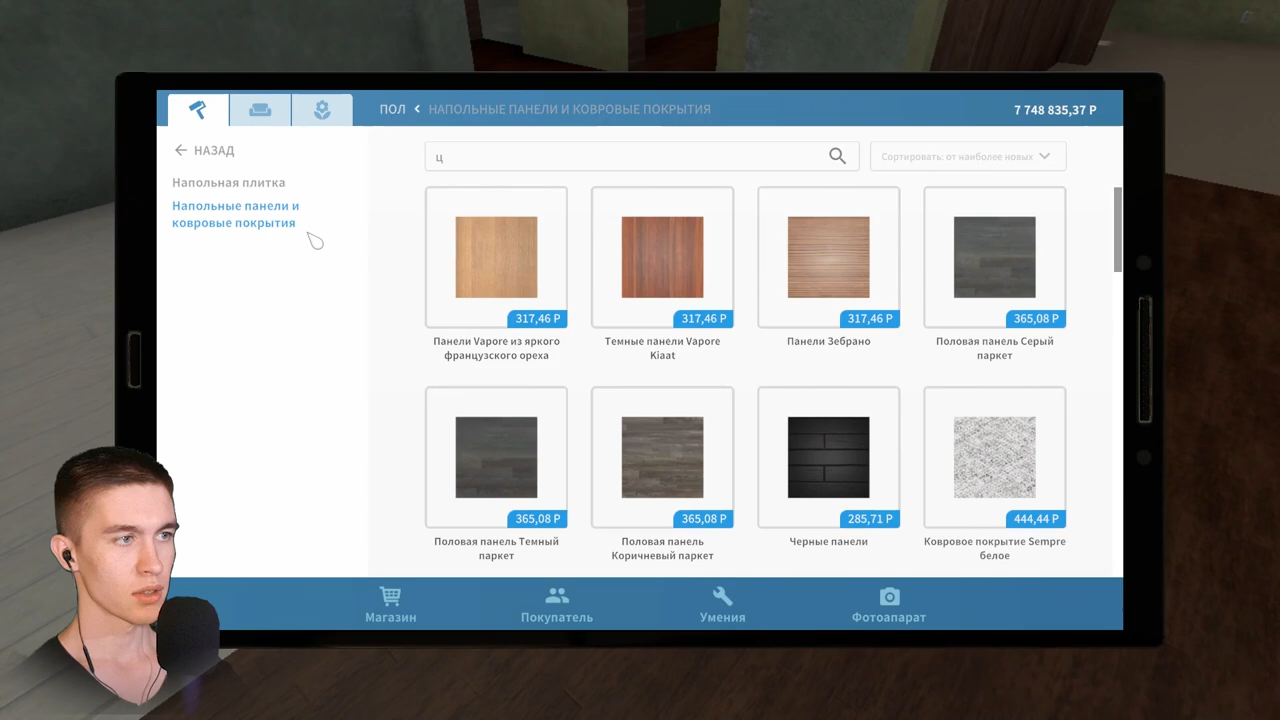 ПОЛ НАПОЛЬНЫЕ ПАНЕЛИ И КОВРОВЫЕ ПОКРЫТИЯ
7 748 835,37 Р
НАЗАД
Напольная плитка
Напольные панели и
ковровые покрытия
ц
Сортировать: от наиболее новых
317,46 Р
317,46 Р
317,46 Р
365,08 Р
Панели Vapore из яркого
французского ореха
Темные панели Vapore
Kiaat
Панели Зебрано
Половая панель Серый
паркет
365,08 Р
365,08 Р
285,71 Р
444,44 Р
Половая панель Темный
паркет
Половая панель
Коричневый паркет
Черные панели
Ковровое покрытие Sempre
белое
Магазин
Покупатель
Умения
Фотоаппарат